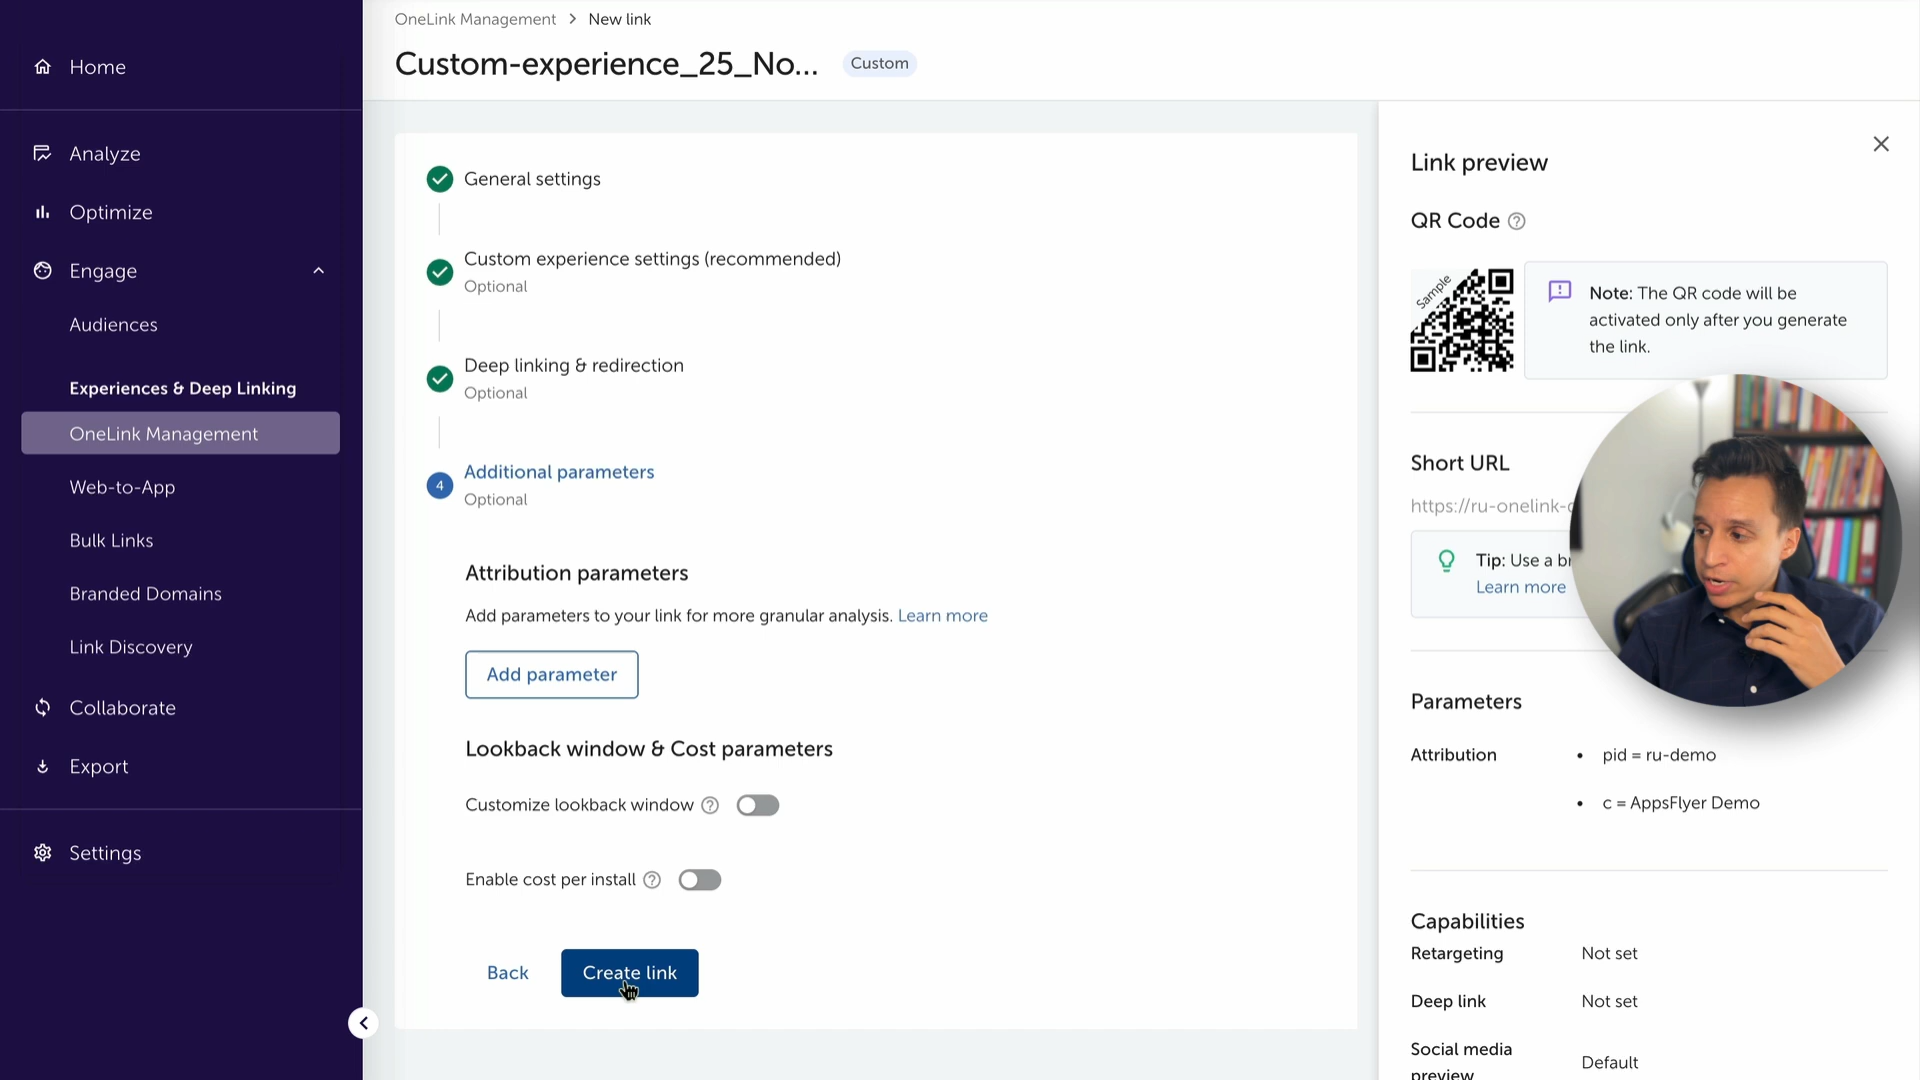 Home
Analyze
Optimize
Engage
Audiences
Experiences & Deep Linking
OneLink Management
Web-to-App
Bulk Links
Branded Domains
Link Discovery
Collaborate
Export
Settings
OneLink Management > New link
Custom-experience_25_No...
Custom
General settings
Custom experience settings (recommended)
Optional
Deep linking & redirection
Optional
4
Additional parameters
Optional
Attribution parameters
Add parameters to your link for more granular analysis. Learn more
Add parameter
Lookback window & Cost parameters
Customize lookback window
Enable cost per install
Back
Create link
Link preview
QR Code
Sample
Note: The QR code will be
activated only after you generate
the link.
Short URL
https://ru-onelink-
Tip: Use a
Learn more
Parameters
Attribution
• pid = ru-demo
• c = AppsFlyer Demo
Capabilities
Retargeting
Not set
Deep link
Not set
Social media
preview
Default